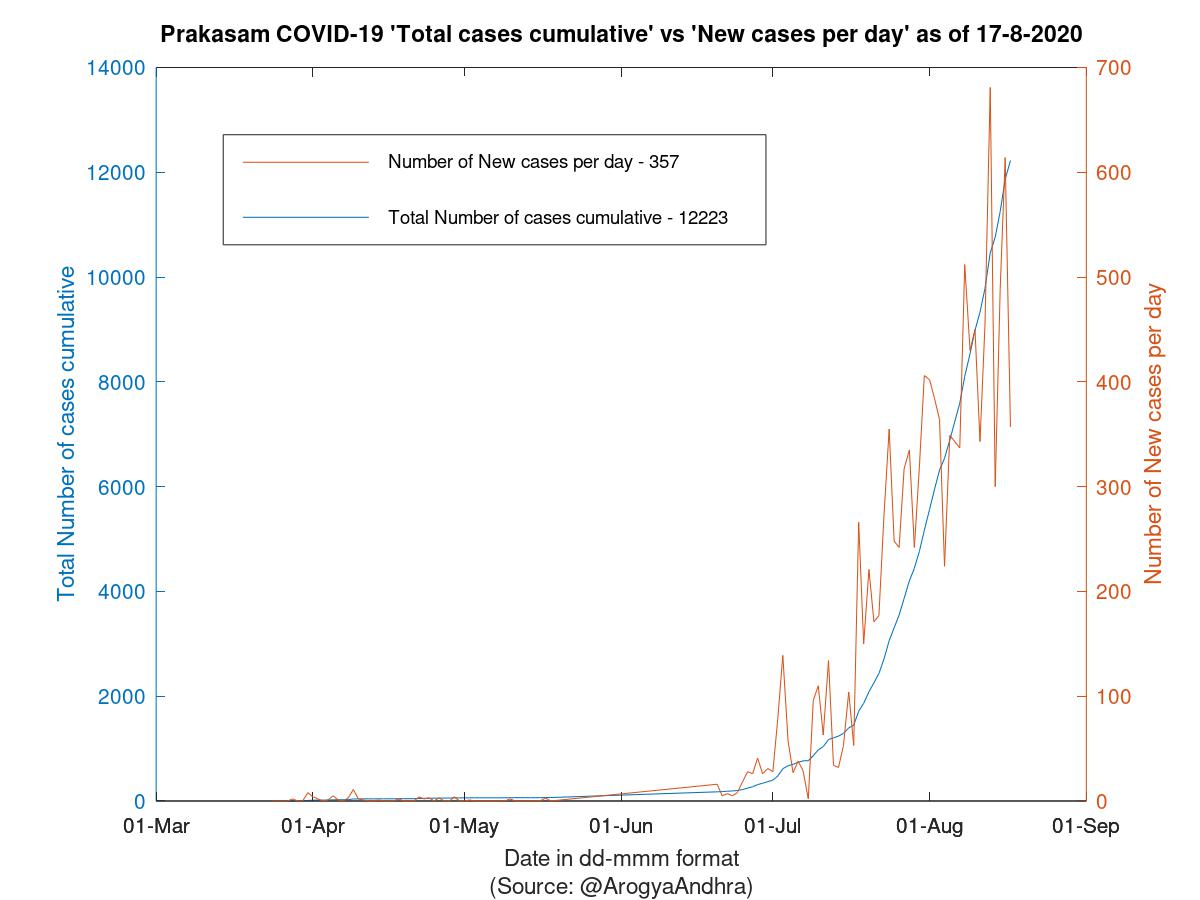 Prakasam COVID-19 'Total cases cumulative' vs 'New cases per day' as of 17-8-2020
14000
12000
10000
8000
6000
4000
2000
0
Total Number of cases cumulative
Number of New cases per day - 357
Total Number of cases cumulative - 12223
700
600
500
400
300
200
100
0
Number of New cases per day
01-Mar
01-Apr
01-May
01-Jun
01-Jul
01-Aug
01-Sep
Date in dd-mmm format
(Source: @ArogyaAndhra)